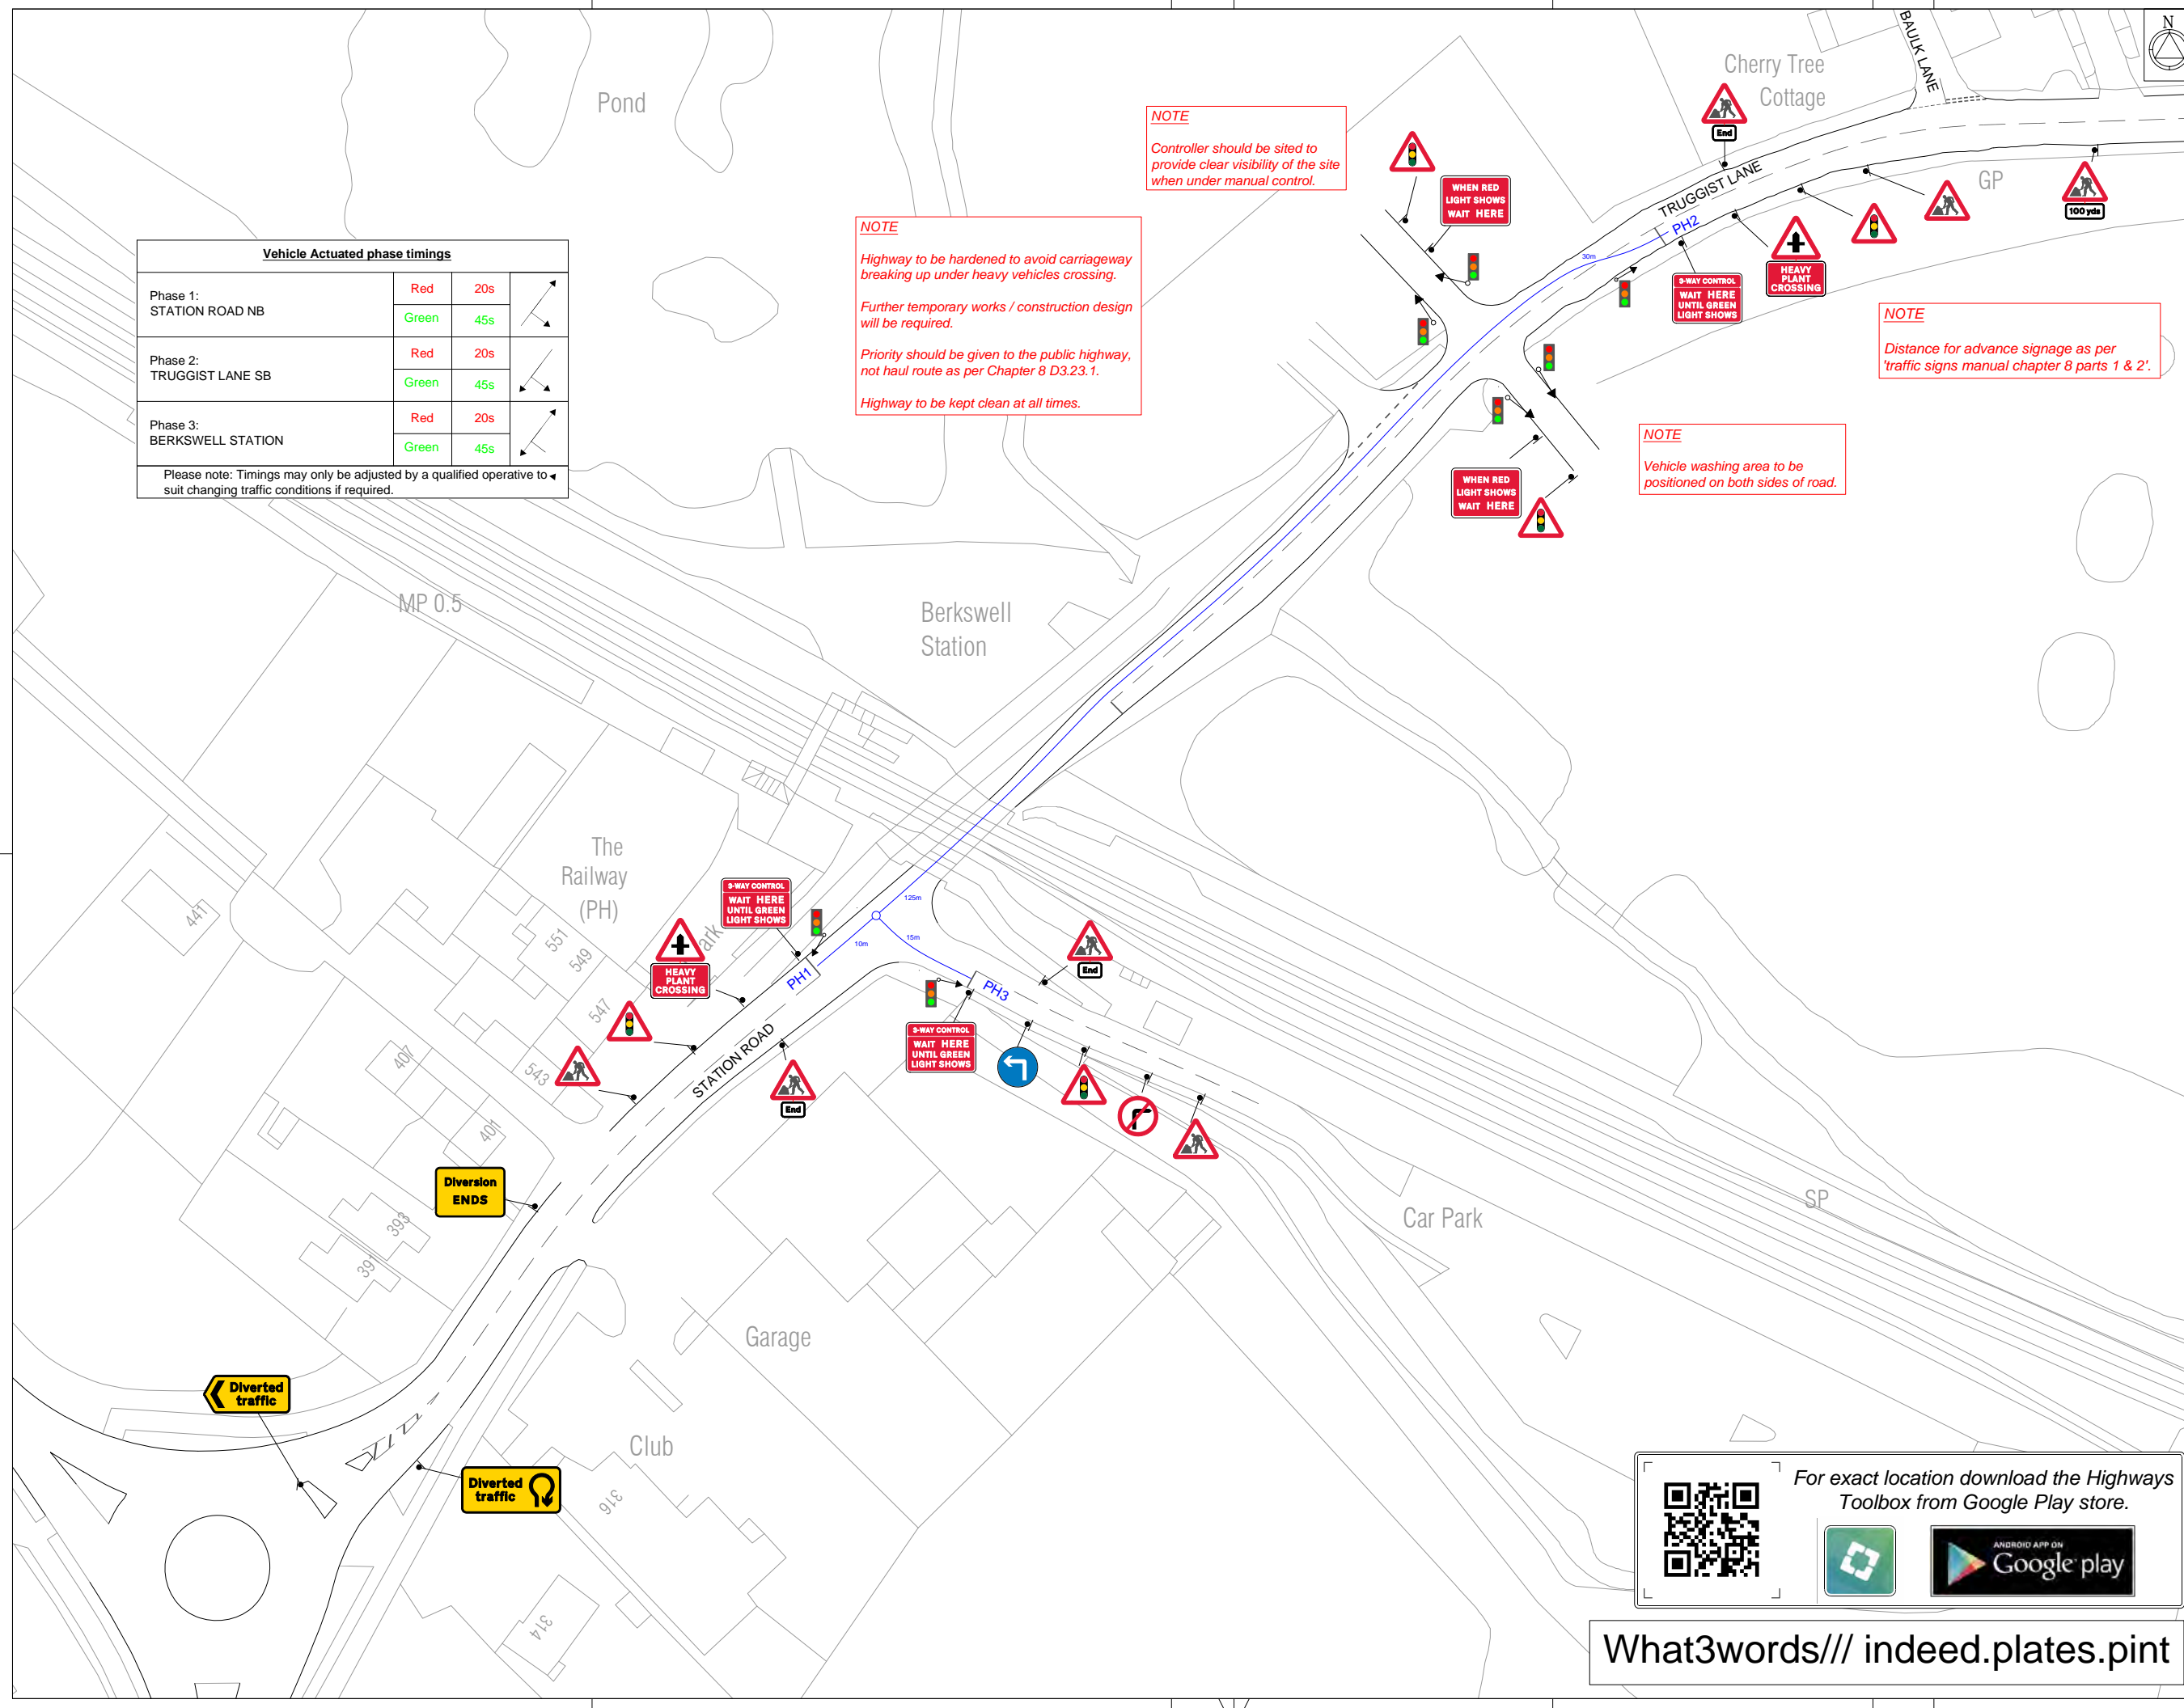 BAULK LANE
N
Pond
Cherry Tree
Cottage
End
NOTE
Controller should be sited to
provide clear visibility of the site
when under manual control.
WHEN RED
LIGHT SHOWS
WAIT HERE
TRUGGIST LANE
PH2
30m
GP
100 yds
NOTE
Highway to be hardened to avoid carriageway
breaking up under heavy vehicles crossing.
Further temporary works / construction design
will be required.
Priority should be given to the public highway,
not haul route as per Chapter 8 D3.23.1.
Highway to be kept clean at all times.
Vehicle Actuated phase timings
Phase 1:
STATION ROAD NB
Red 20s
Green 45s
Phase 2:
TRUGGIST LANE SB
Red 20s
Green 45s
Phase 3:
BERKSWELL STATION
Red 20s
Green 45s
Please note: Timings may only be adjusted by a qualified operative to
suit changing traffic conditions if required.
3-WAY CONTROL
WAIT HERE
UNTIL GREEN
LIGHT SHOWS
HEAVY
PLANT
CROSSING
NOTE
Distance for advance signage as per
'traffic signs manual chapter 8 parts 1 & 2'.
NOTE
Vehicle washing area to be
positioned on both sides of road.
WHEN RED
LIGHT SHOWS
WAIT HERE
MP 0.5
Berkswell
Station
The
Railway
(PH)
441
551
549
547
543
407
401
393
391
ark
3-WAY CONTROL
WAIT HERE
UNTIL GREEN
LIGHT SHOWS
HEAVY
PLANT
CROSSING
125m
15m
10m
PH1
PH3
End
STATION ROAD
End
3-WAY CONTROL
WAIT HERE
UNTIL GREEN
LIGHT SHOWS
Diversion
ENDS
Car Park
SP
Garage
Diverted
traffic
Club
Diverted
traffic
316
314
For exact location download the Highways
Toolbox from Google Play store.
ANDROID APP ON
Google play
What3words/// indeed.plates.pint